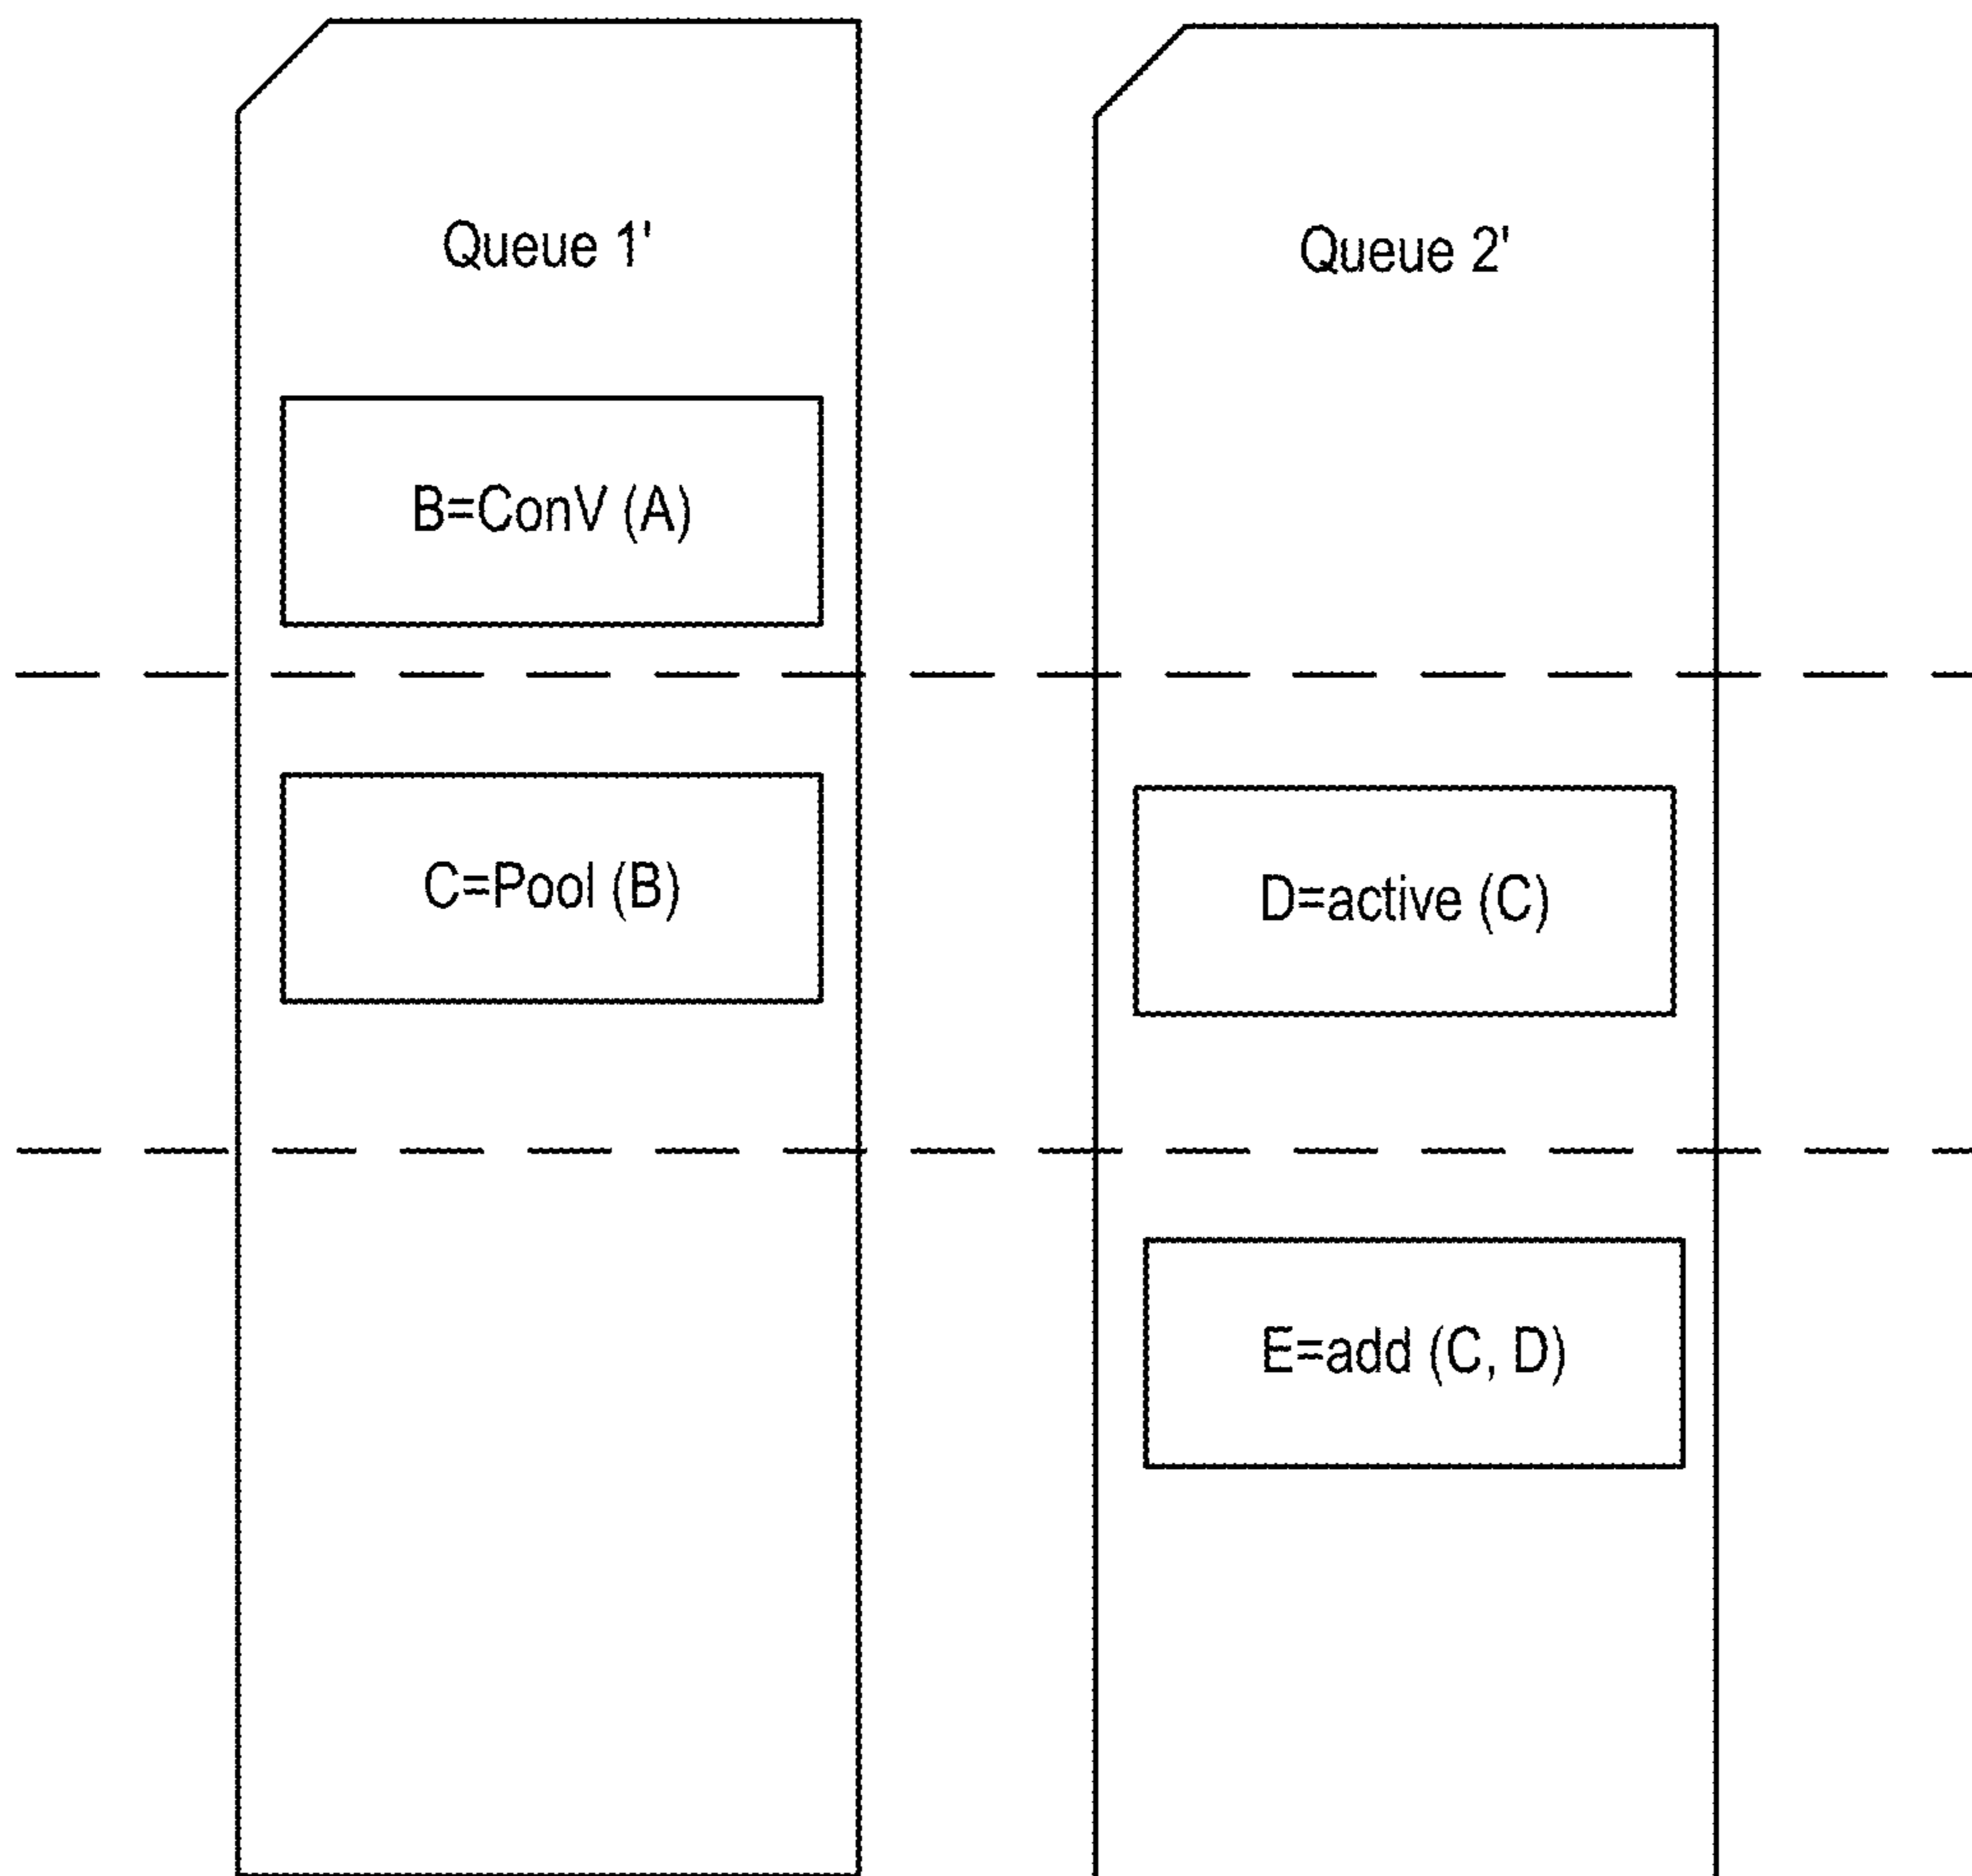 Queue 1'
Queue 2'
B=ConV (A)
C=Pool (B)
D=active (C)
E=add (C, D)